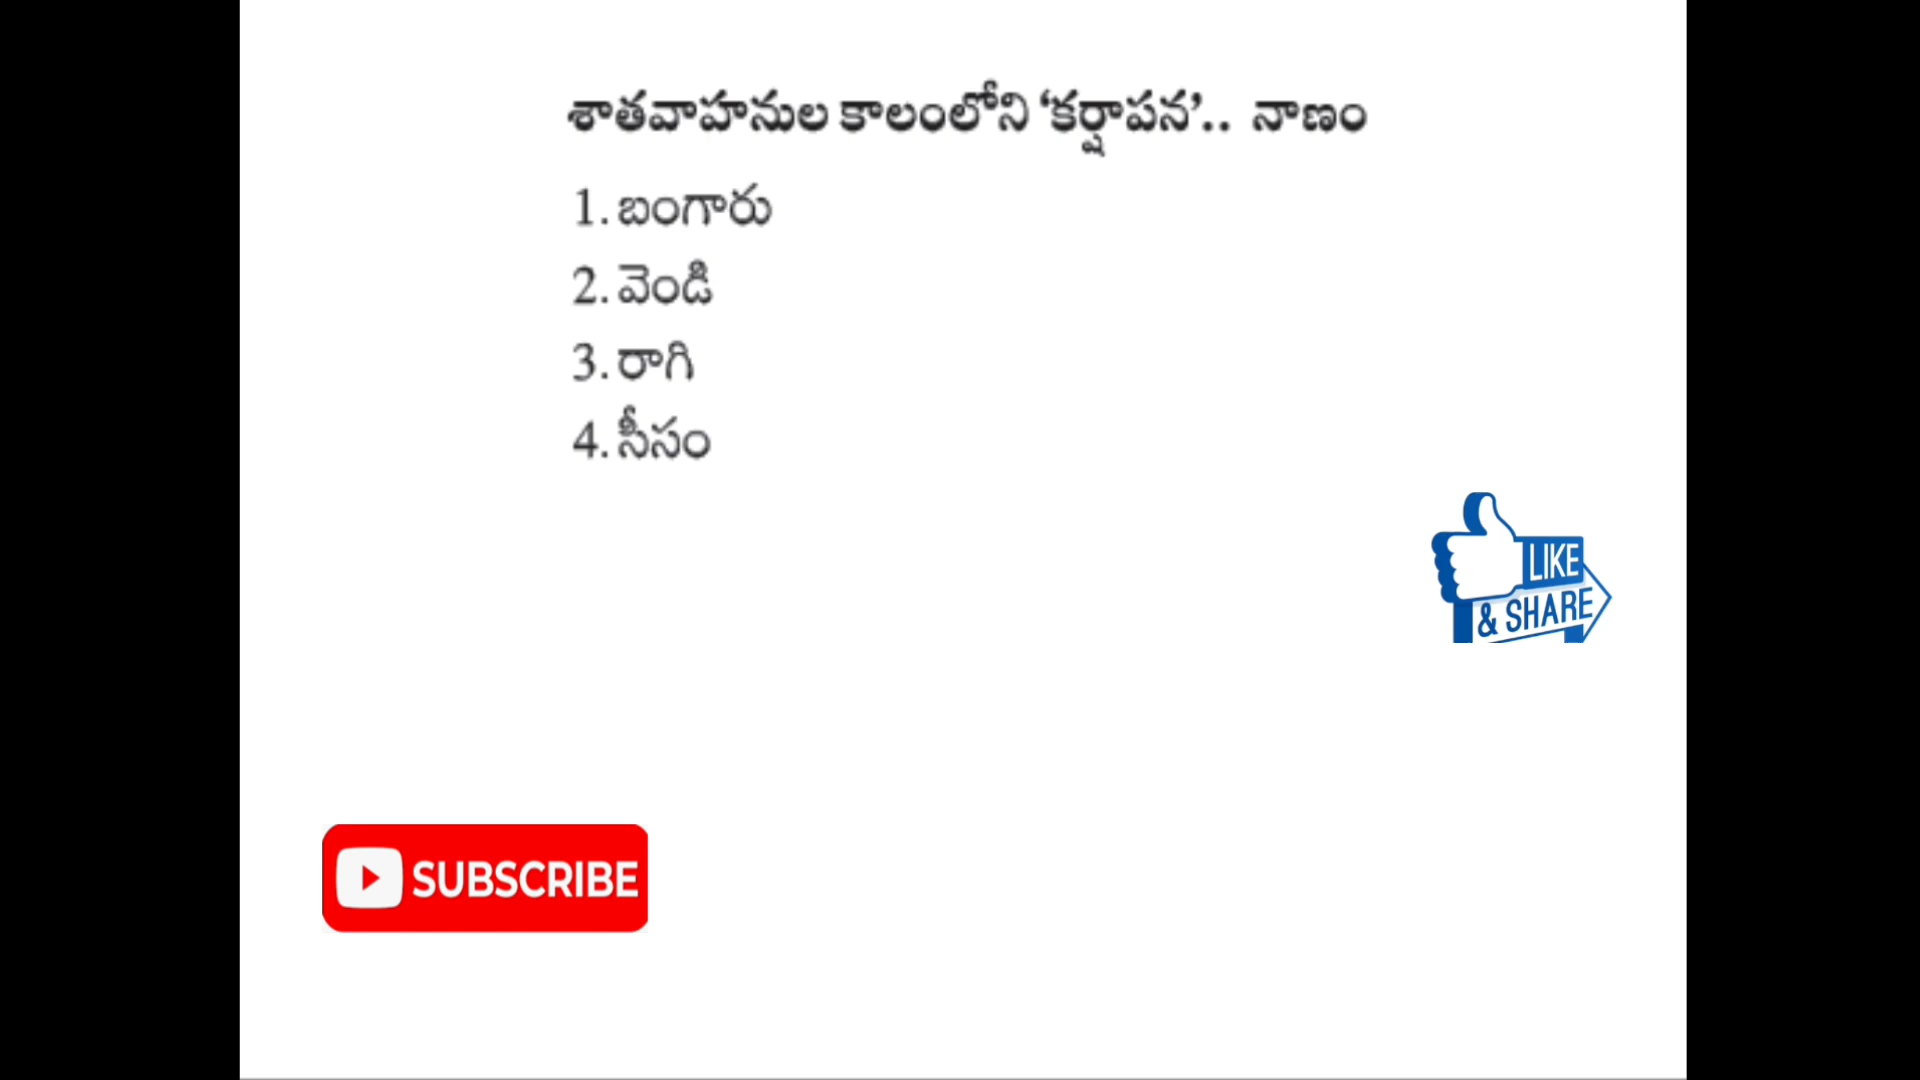 శాతవాహనుల కాలంలోని ‘కర్షాపన’.. నాణం
1. బంగారు
2. వెండి
3. రాగి
4. సీసం
LIKE
& SHARE
SUBSCRIBE